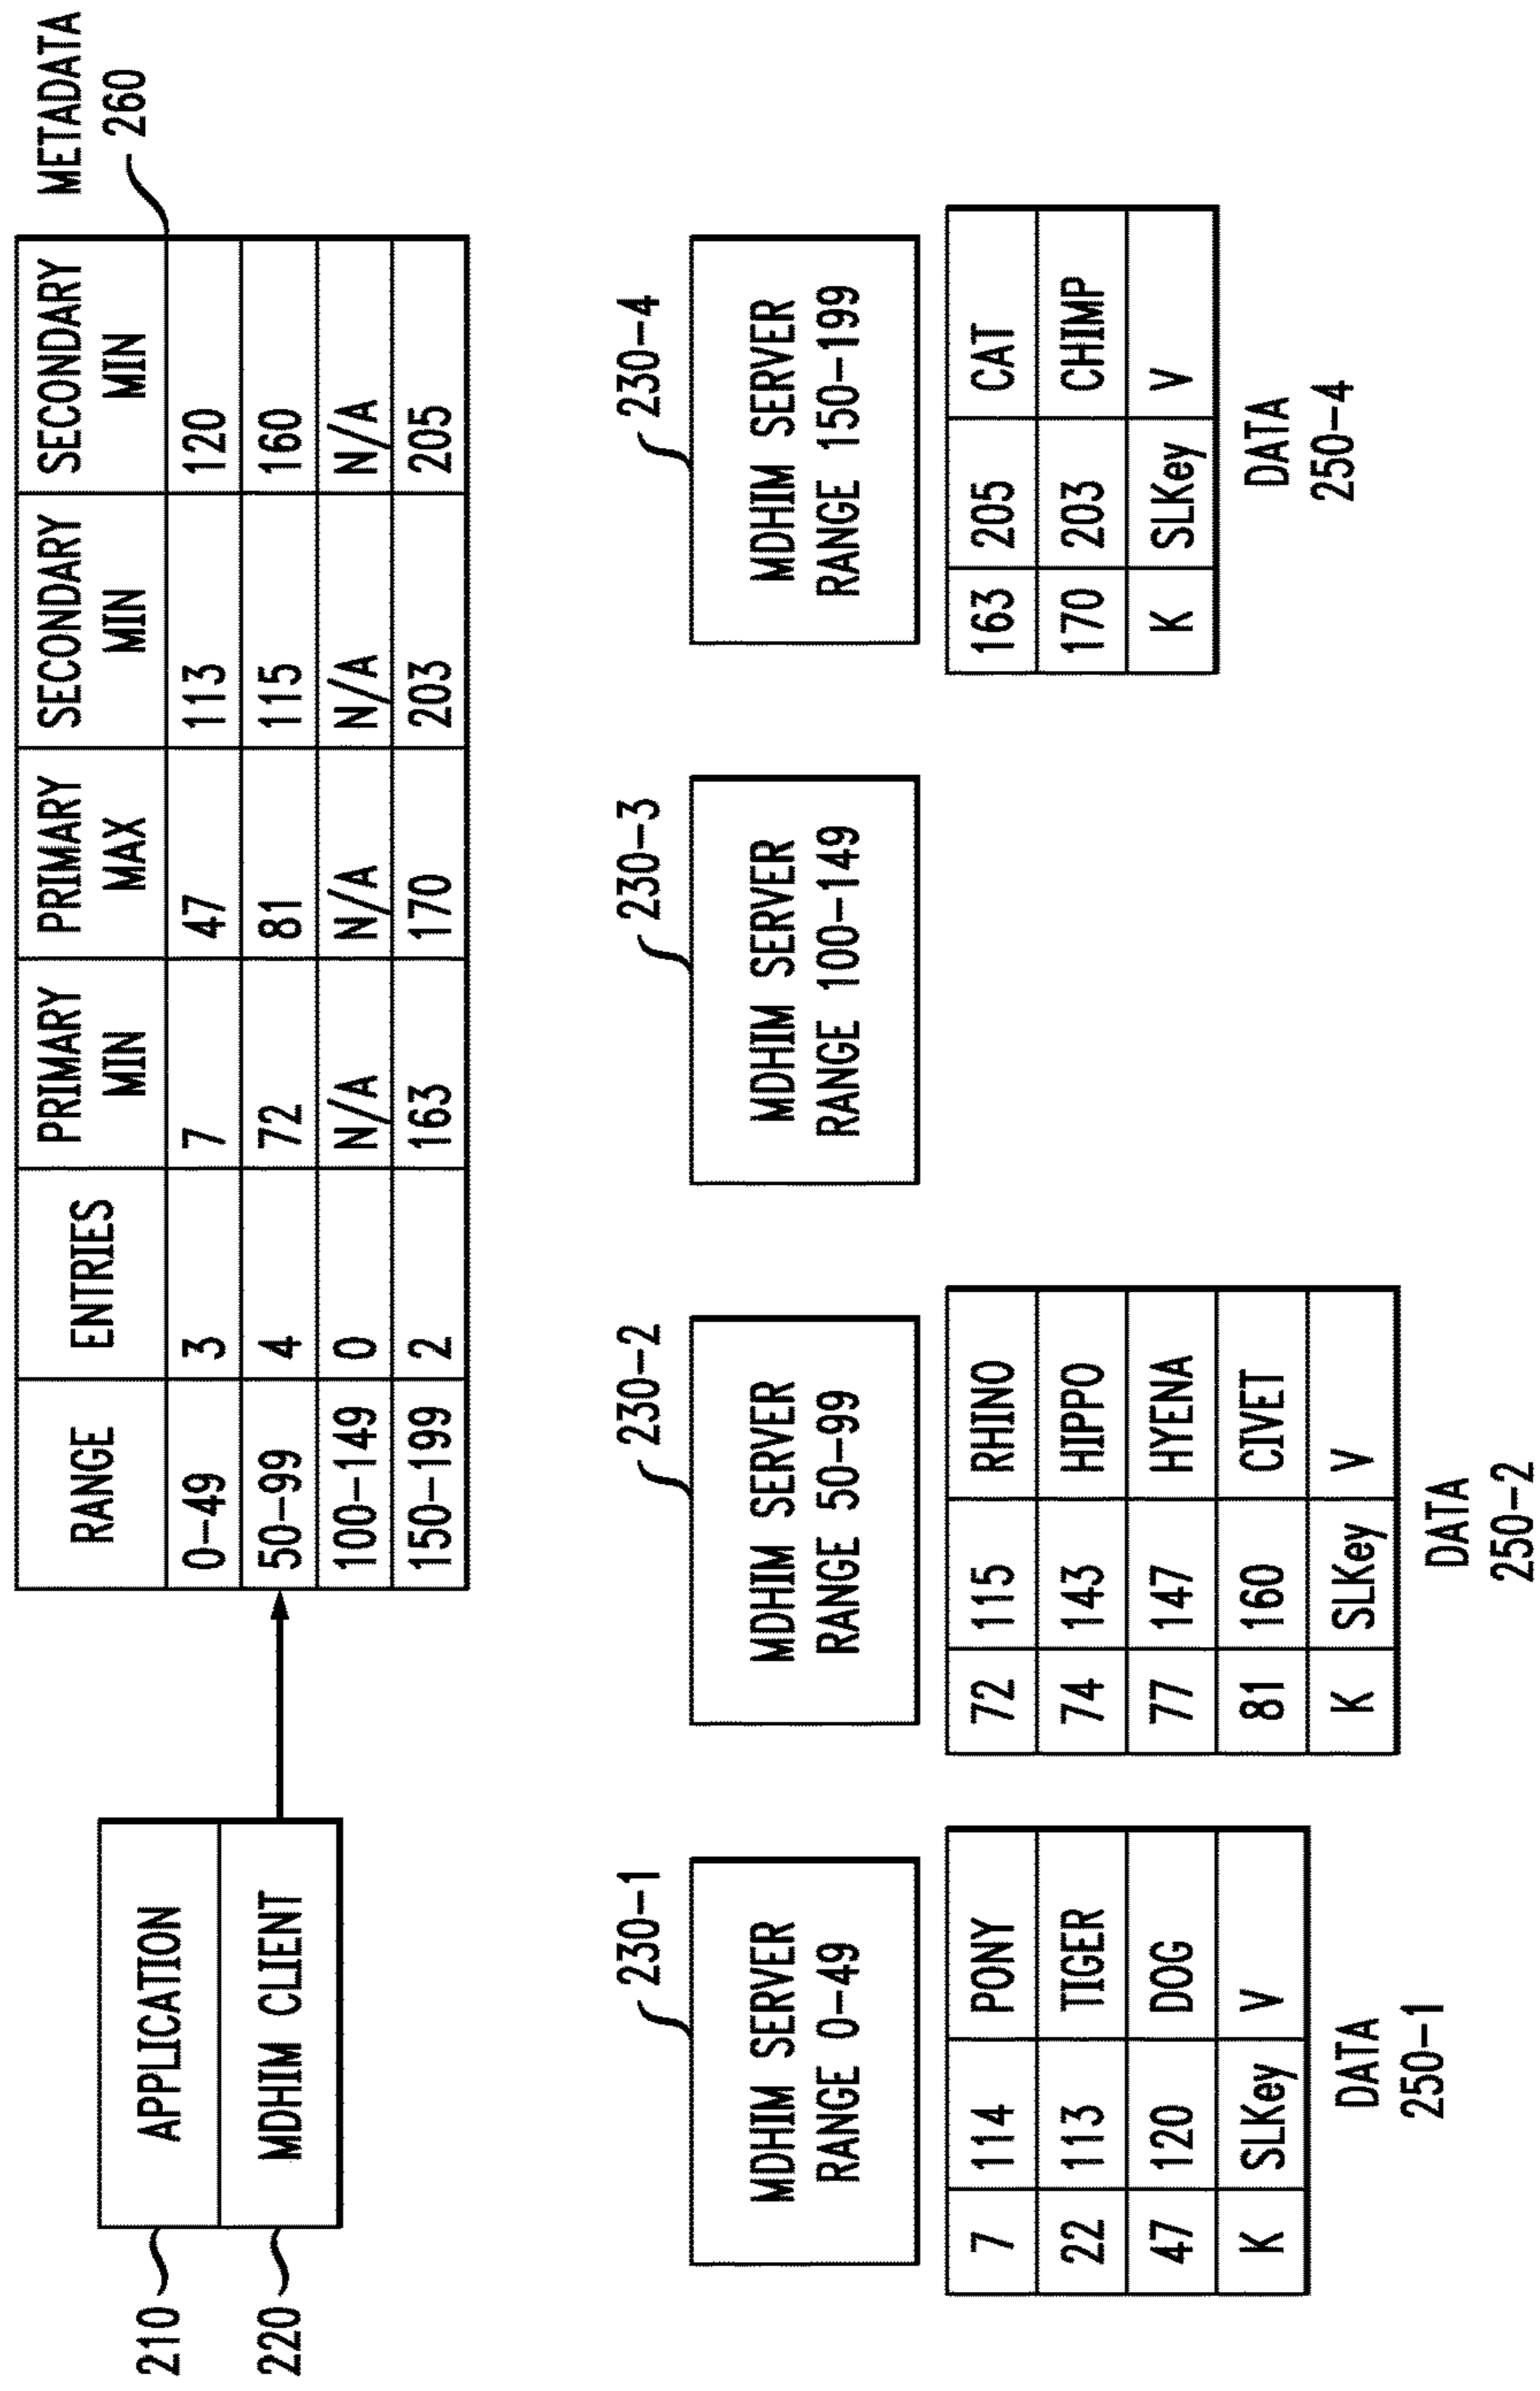 METADATA
260
RANGE ENTRIES PRIMARY MIN PRIMARY MAX SECONDARY MIN SECONDARY MIN
0-49 3 7 47 113 120
50-99 4 72 81 115 160
100-149 0 N/A N/A N/A N/A
150-199 2 163 170 203 205
210
APPLICATION
220
MDHIM CLIENT
230-1
MDHIM SERVER
RANGE 0-49
7 114 PONY
22 113 TIGER
47 120 DOG
K SLKey V
DATA
250-1
230-2
MDHIM SERVER
RANGE 50-99
72 115 RHINO
74 143 HIPPO
77 147 HYENA
81 160 CIVET
K SLKey V
DATA
250-2
230-3
MDHIM SERVER
RANGE 100-149
230-4
MDHIM SERVER
RANGE 150-199
163 205 CAT
170 203 CHIMP
K SLKey V
DATA
250-4